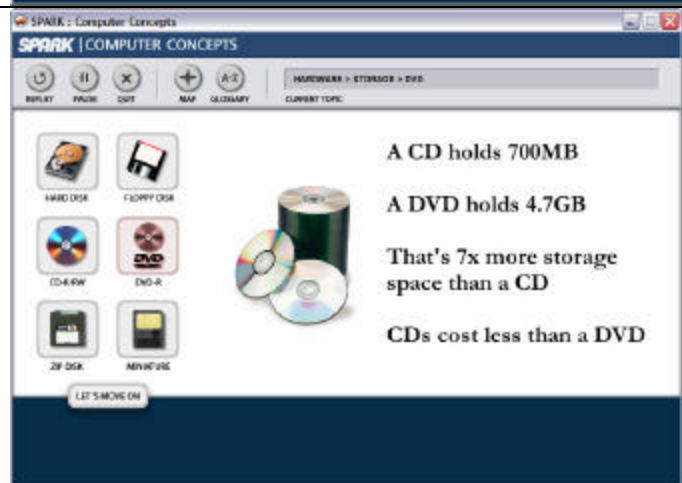 SPARK : Computer Concepts
SPARK | COMPUTER CONCEPTS
REPLAY PAUSE QUIT MAP A-Z GLOSSARY
HARDWARE > STORAGE > DVD
CURRENT TOPIC
HARD DISK FLOPPY DISK
CD-R/RW DVD-R
DVD
ZIP DISK MINIATURE
LET'S MOVE ON
A CD holds 700MB
A DVD holds 4.7GB
That's 7x more storage
space than a CD
CDs cost less than a DVD